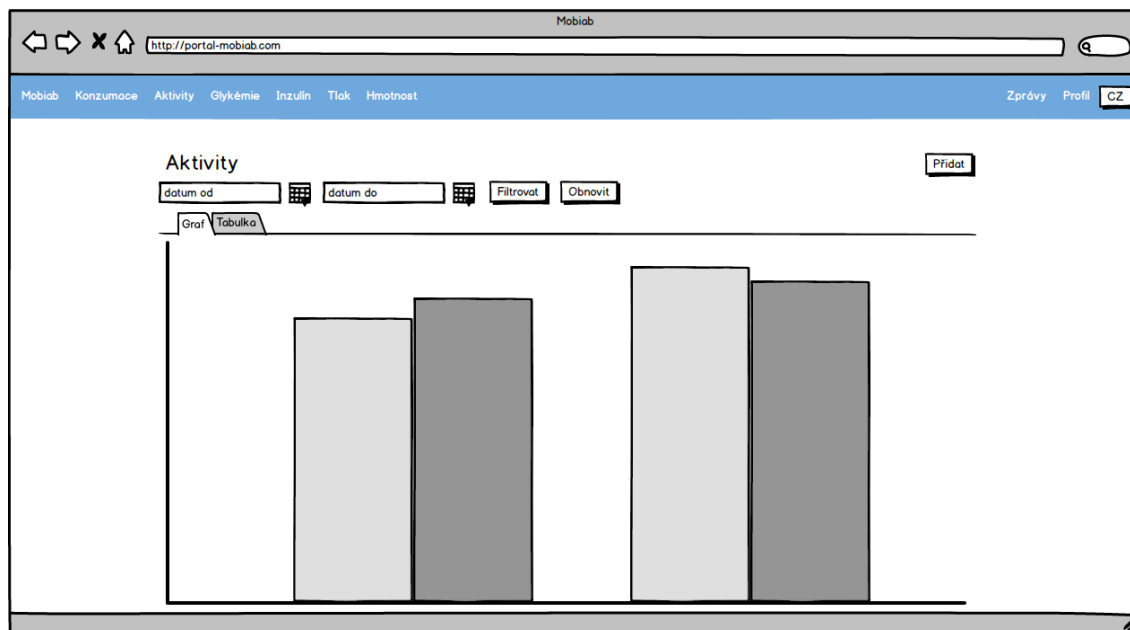 Mobiab
http://portal-mobiab.com
Mobiab Konzumace Aktivity Glykémie Inzulín Tlak Hmotnost Zprávy Profil CZ
Aktivity Přidat
datum od datum do Filtrovat Obnovit
Graf Tabulka